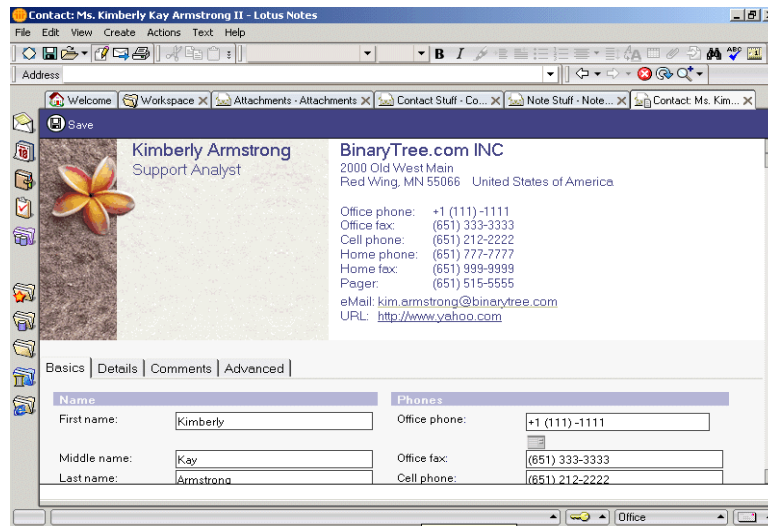 Contact: Ms. Kimberly Kay Armstrong II - Lotus Notes
File Edit View Create Actions Text Help
B I
ABC
Address
Welcome Workspace Attachments - Attachments Contact Stuff - Co... Note Stuff - Note... Contact: Ms. Kim...
Save
Kimberly Armstrong
Support Analyst
BinaryTree.com INC
2000 Old West Main
Red Wing, MN 55066 United States of America
Office phone: +1 (111) -1111
Office fax: (651) 333-3333
Cell phone: (651) 212-2222
Home phone: (651) 777-7777
Home fax: (651) 999-9999
Pager: (651) 515-5555
eMail: kim.armstrong@binarytree.com
URL: http://www.yahoo.com
Basics Details Comments Advanced
Name Phones
First name: Kimberly Office phone: +1 (111) -1111
Middle name: Kay Office fax: (651) 333-3333
Last name: Armstrong Cell phone: (651) 212-2222
Office